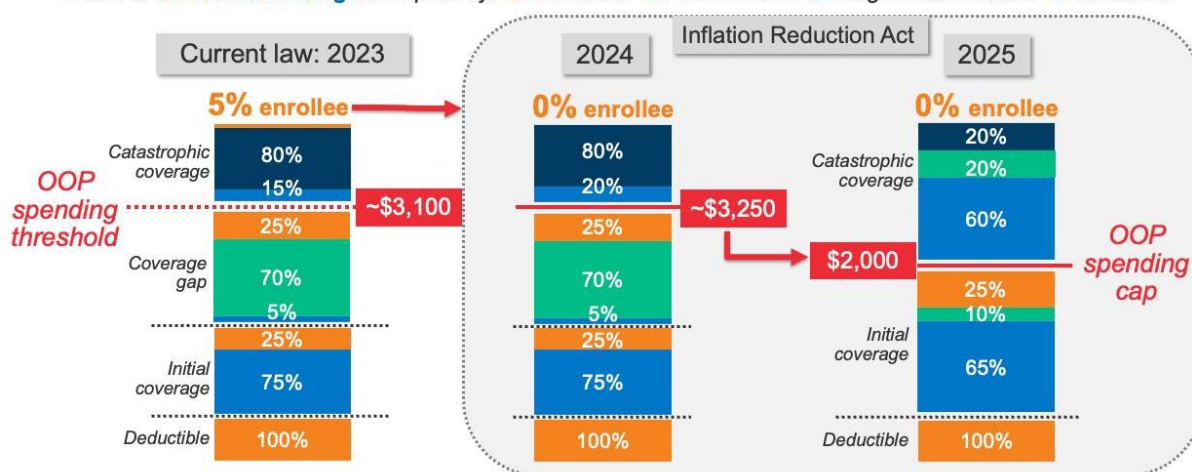 Inflation Reduction Act
Current law: 2023
2024
2025
5% enrollee
0% enrollee
0% enrollee
Catastrophic
coverage
80%
15%
80%
20%
Catastrophic
coverage
20%
20%
60%
OOP
spending
threshold
~$3,100
~$3,250
$2,000
OOP
spending
cap
Coverage
gap
25%
70%
5%
25%
70%
5%
25%
10%
65%
Initial
coverage
25%
75%
25%
75%
Initial
coverage
Deductible
100%
100%
Deductible
100%